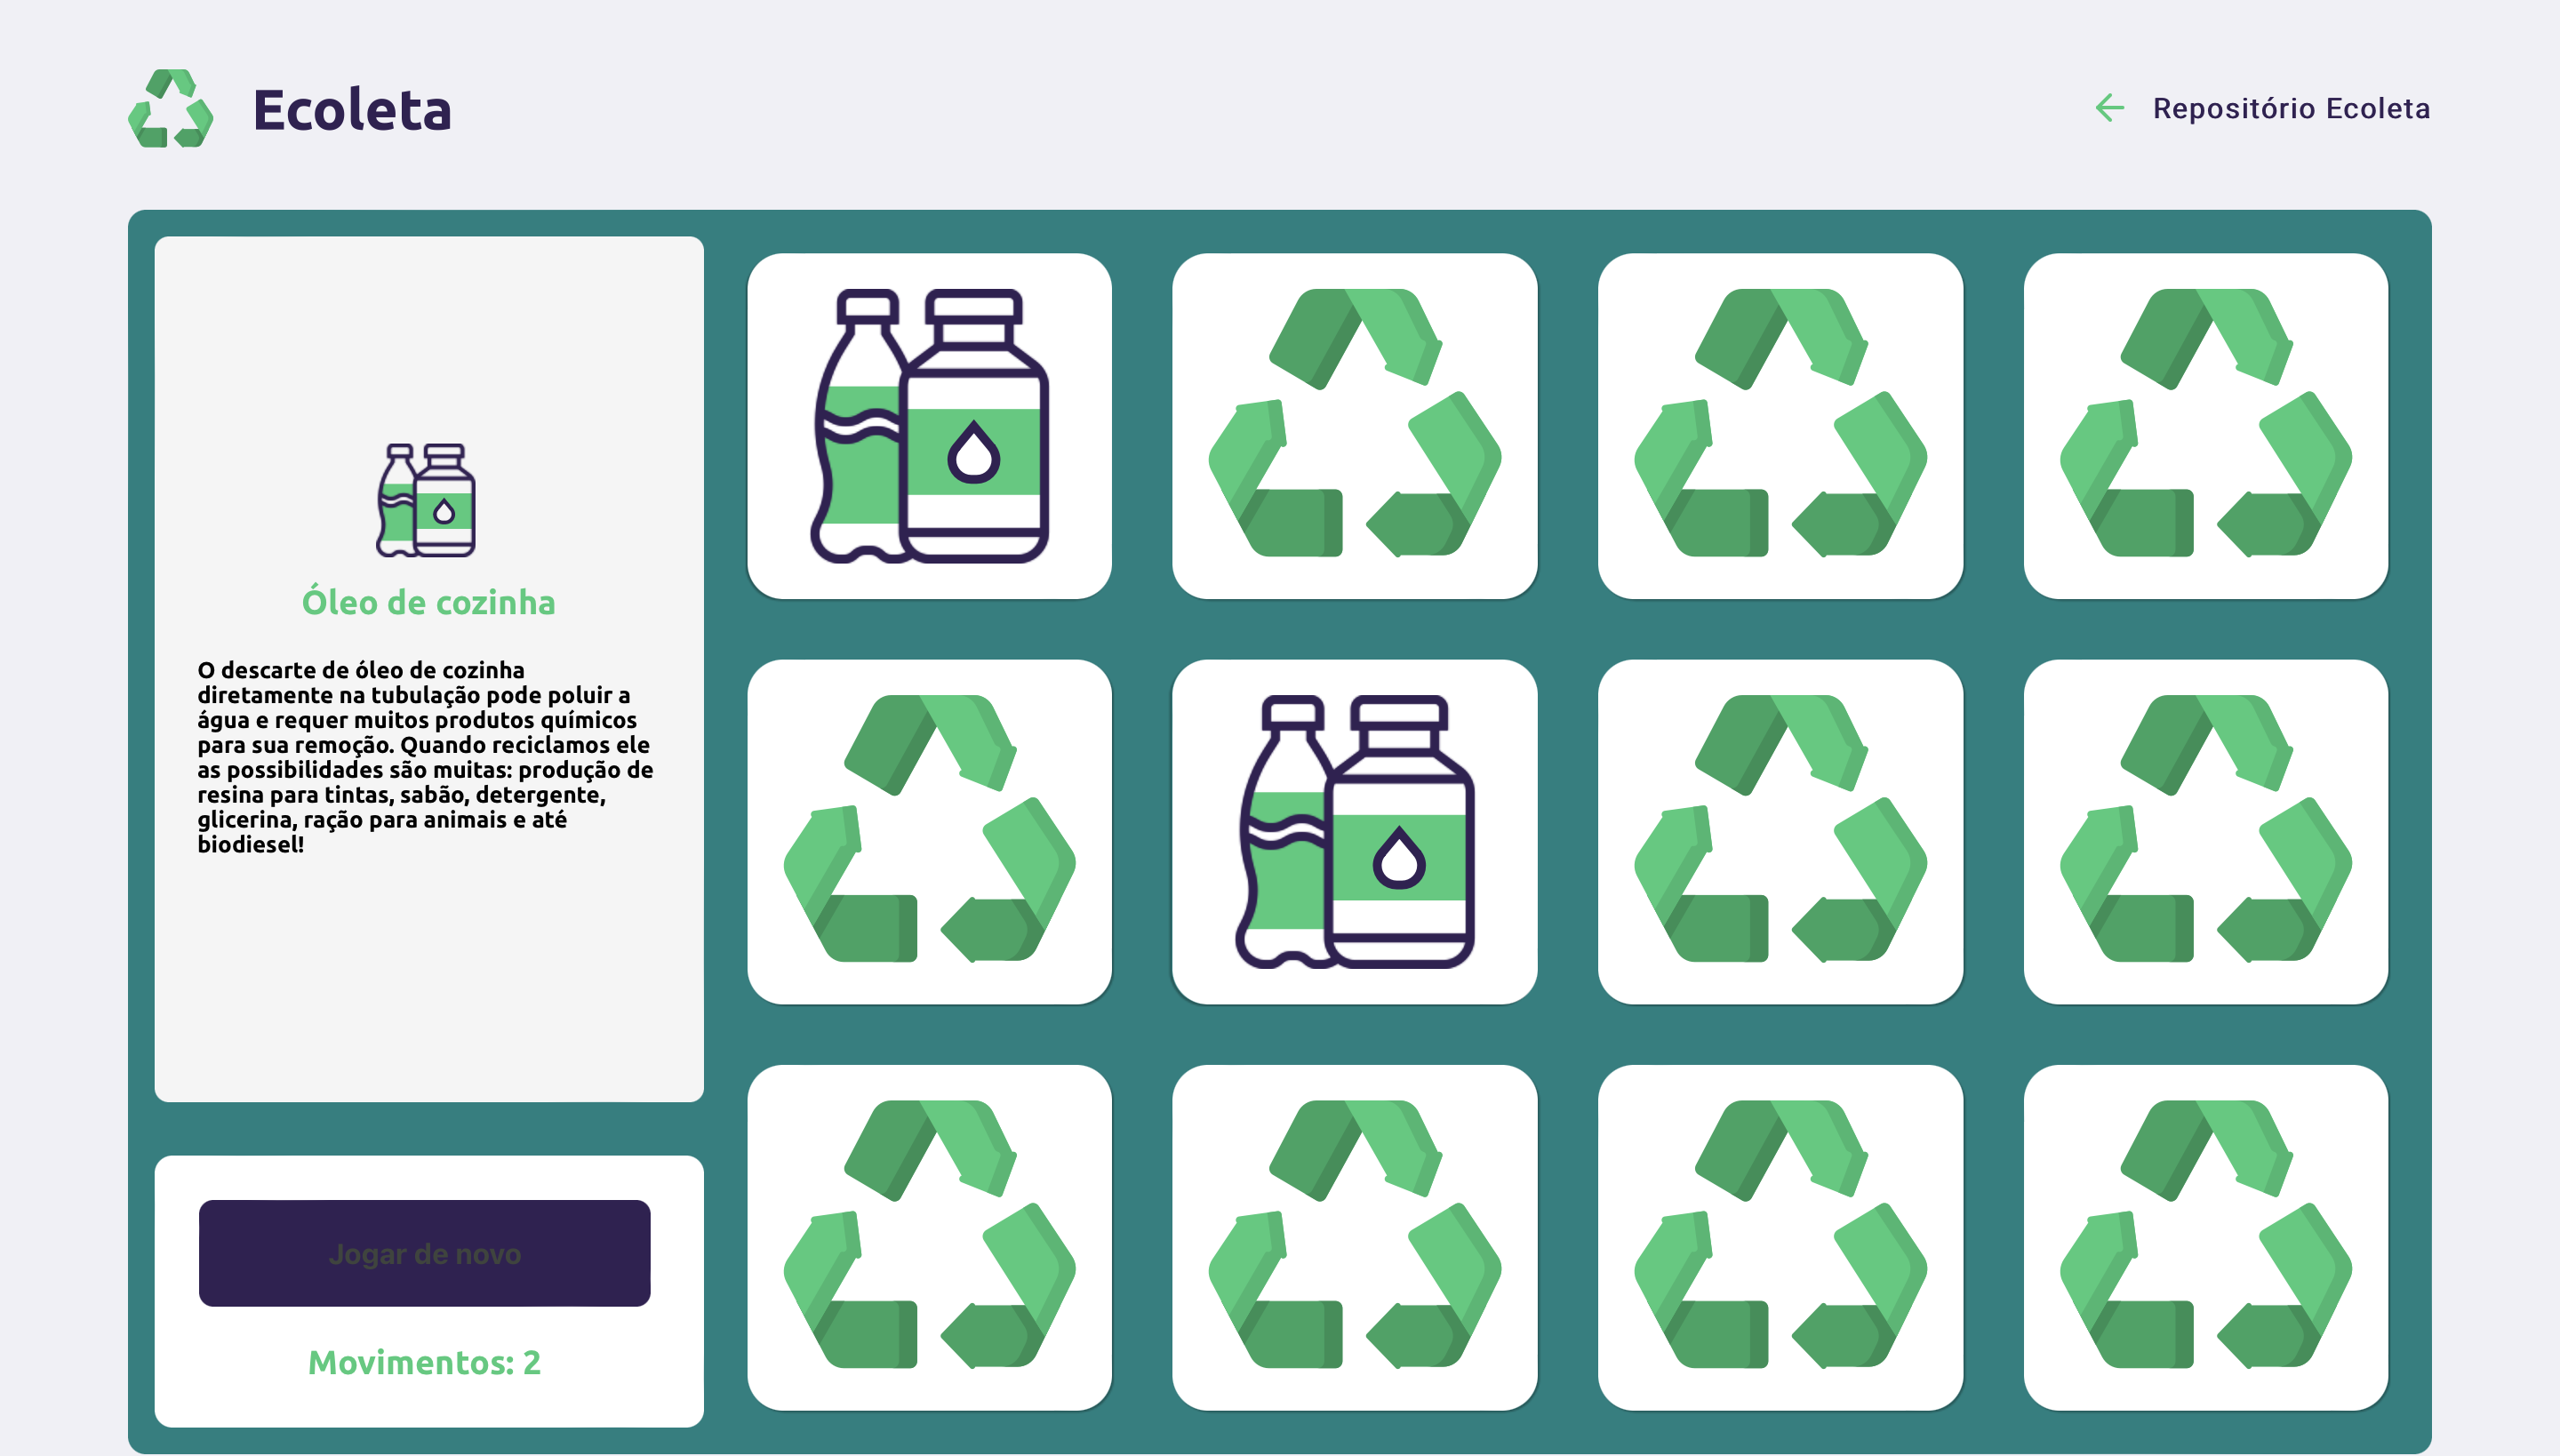 Ecoleta
Repositório Ecoleta
Óleo de cozinha
O descarte de óleo de cozinha
diretamente na tubulação pode poluir a
água e requer muitos produtos químicos
para sua remoção. Quando reciclamos ele
as possibilidades são muitas: produção de
resina para tintas, sabão, detergente,
glicerina, ração para animais e até
biodiesel!
Jogar de novo
Movimentos: 2